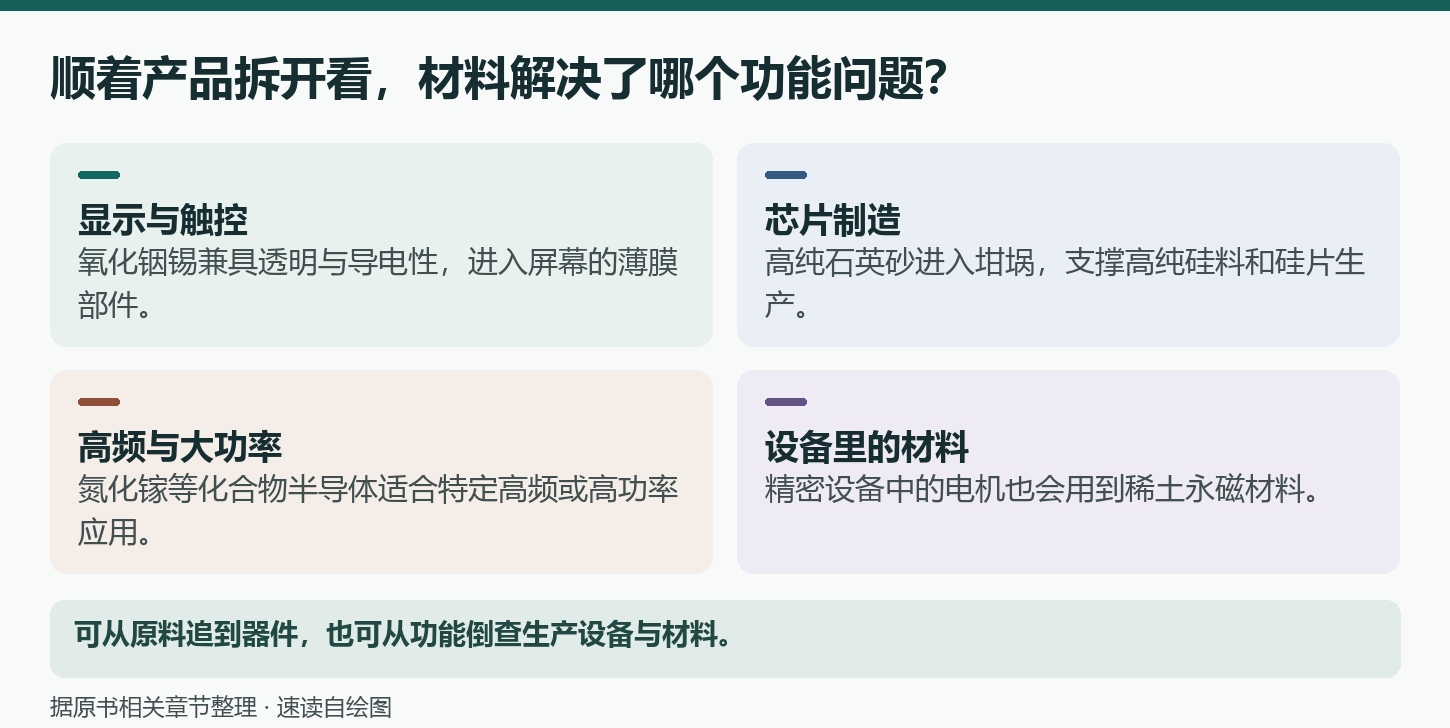 顺着产品拆开看，材料解决了哪个功能问题？
显示与触控
氧化铟锡兼具透明与导电性，进入屏幕的薄膜
部件。
芯片制造
高纯石英砂进入坩埚，支撑高纯硅料和硅片生
产。
高频与大功率
氮化镓等化合物半导体适合特定高频或高功率
应用。
设备里的材料
精密设备中的电机也会用到稀土永磁材料。
可从原料追到器件，也可从功能倒查生产设备与材料。
据原书相关章节整理 · 速读自绘图